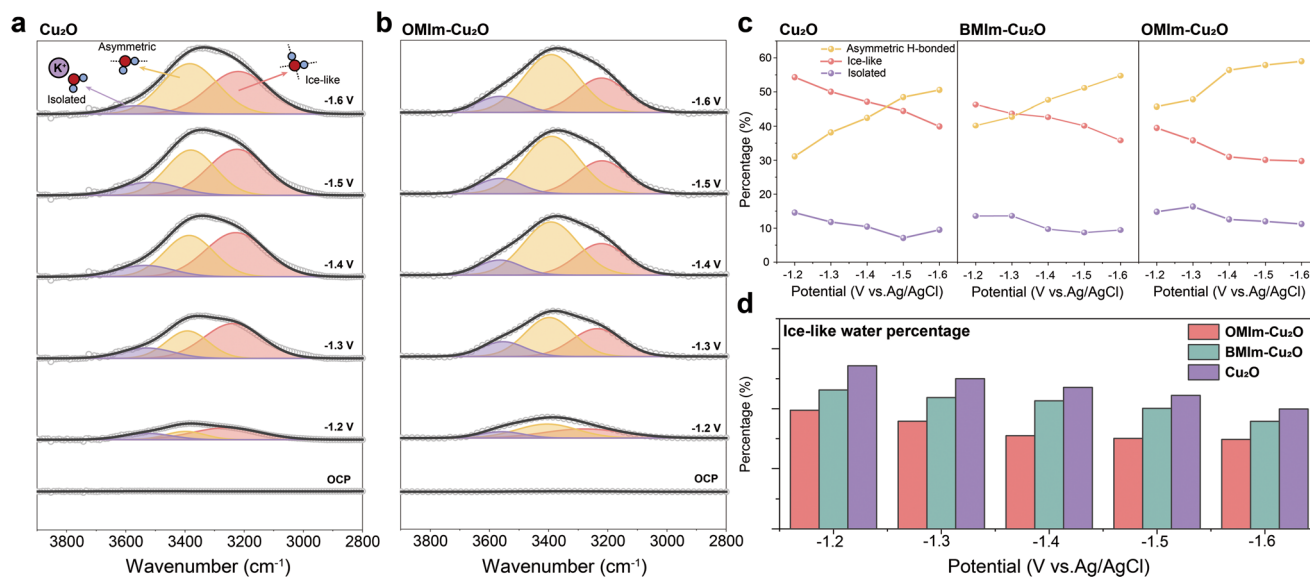 a
Cu₂O
Asymmetric
K⁺
Isolated
Ice-like
-1.6 V
-1.5 V
-1.4 V
-1.3 V
-1.2 V
OCP
3800 3600 3400 3200 3000 2800
Wavenumber (cm⁻¹)
b
OMIm-Cu₂O
-1.6 V
-1.5 V
-1.4 V
-1.3 V
-1.2 V
OCP
3800 3600 3400 3200 3000 2800
Wavenumber (cm⁻¹)
c
Cu₂O BMIm-Cu₂O OMIm-Cu₂O
Asymmetric H-bonded
Ice-like
Isolated
Percentage (%)
60
50
40
30
20
10
0
-1.2 -1.3 -1.4 -1.5 -1.6 -1.2 -1.3 -1.4 -1.5 -1.6 -1.2 -1.3 -1.4 -1.5 -1.6
Potential (V vs.Ag/AgCl) Potential (V vs.Ag/AgCl) Potential (V vs.Ag/AgCl)
d
Ice-like water percentage
OMIm-Cu₂O
BMIm-Cu₂O
Cu₂O
Percentage (%)
-1.2 -1.3 -1.4 -1.5 -1.6
Potential (V vs.Ag/AgCl)